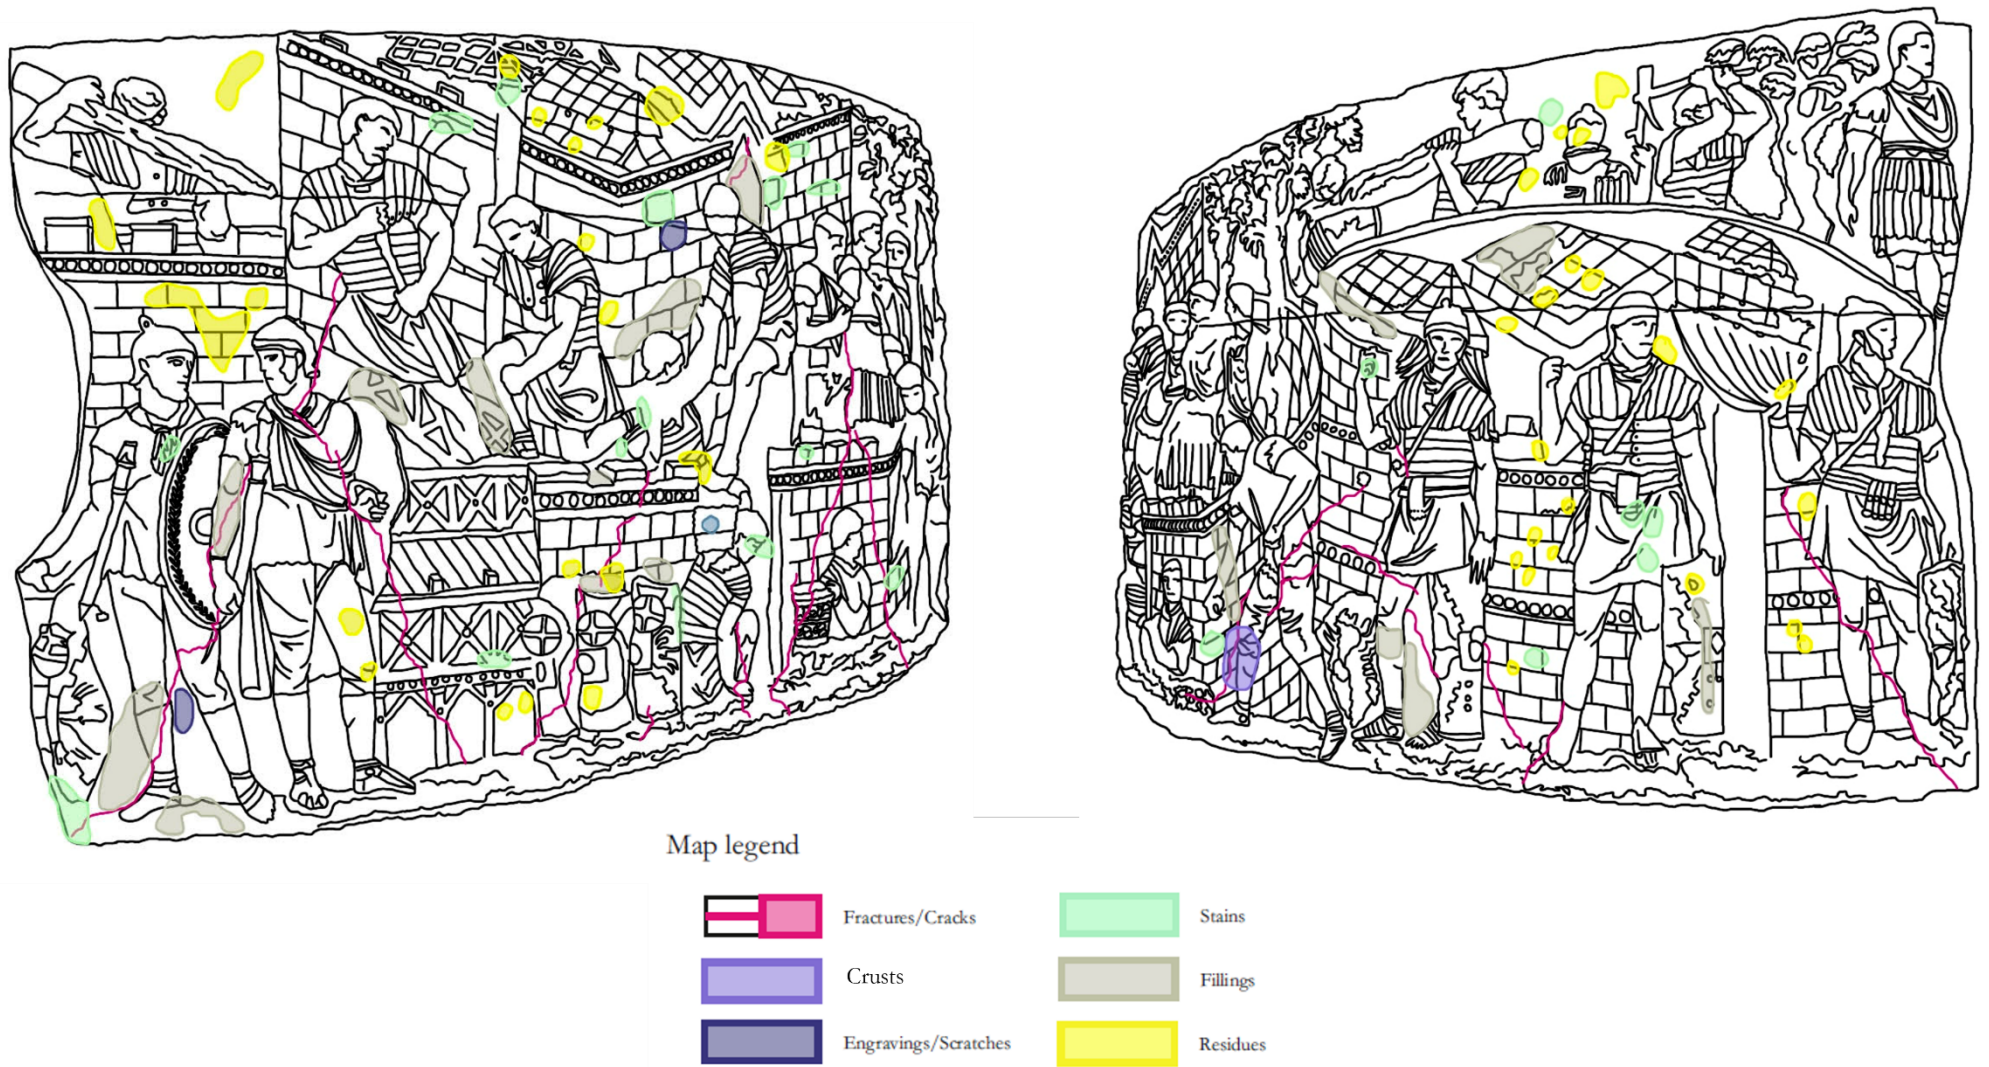 Map legend
Fractures/Cracks
Stains
Crusts
Fillings
Engravings/Scratches
Residues